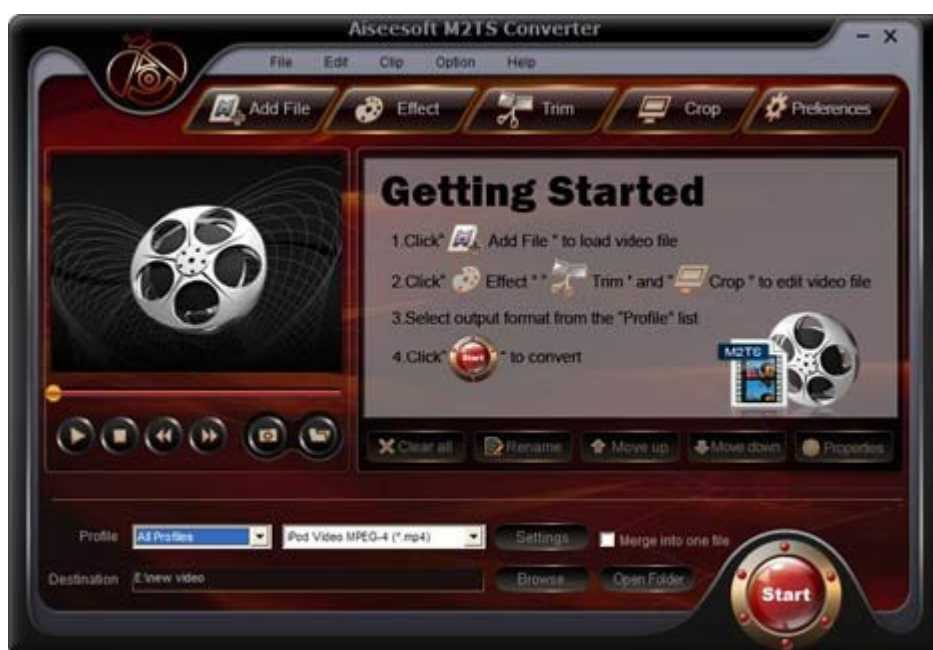 Aiseesoft M2TS Converter
File Edit Clip Option Help
Add File Effect Trim Crop Preferences
Getting Started
1.Click" Add File " to load video file
2.Click" Effect " " Trim ' and " Crop " to edit video file
3.Select output format from the "Profile" list
4.Click" Start " to convert
M2TS
Clear all Rename Move up Move down Properties
Profile All Profiles iPod Video MPEG-4 (*.mp4) Settings Merge into one file
Destination E:\new video Browse Open Folder
Start